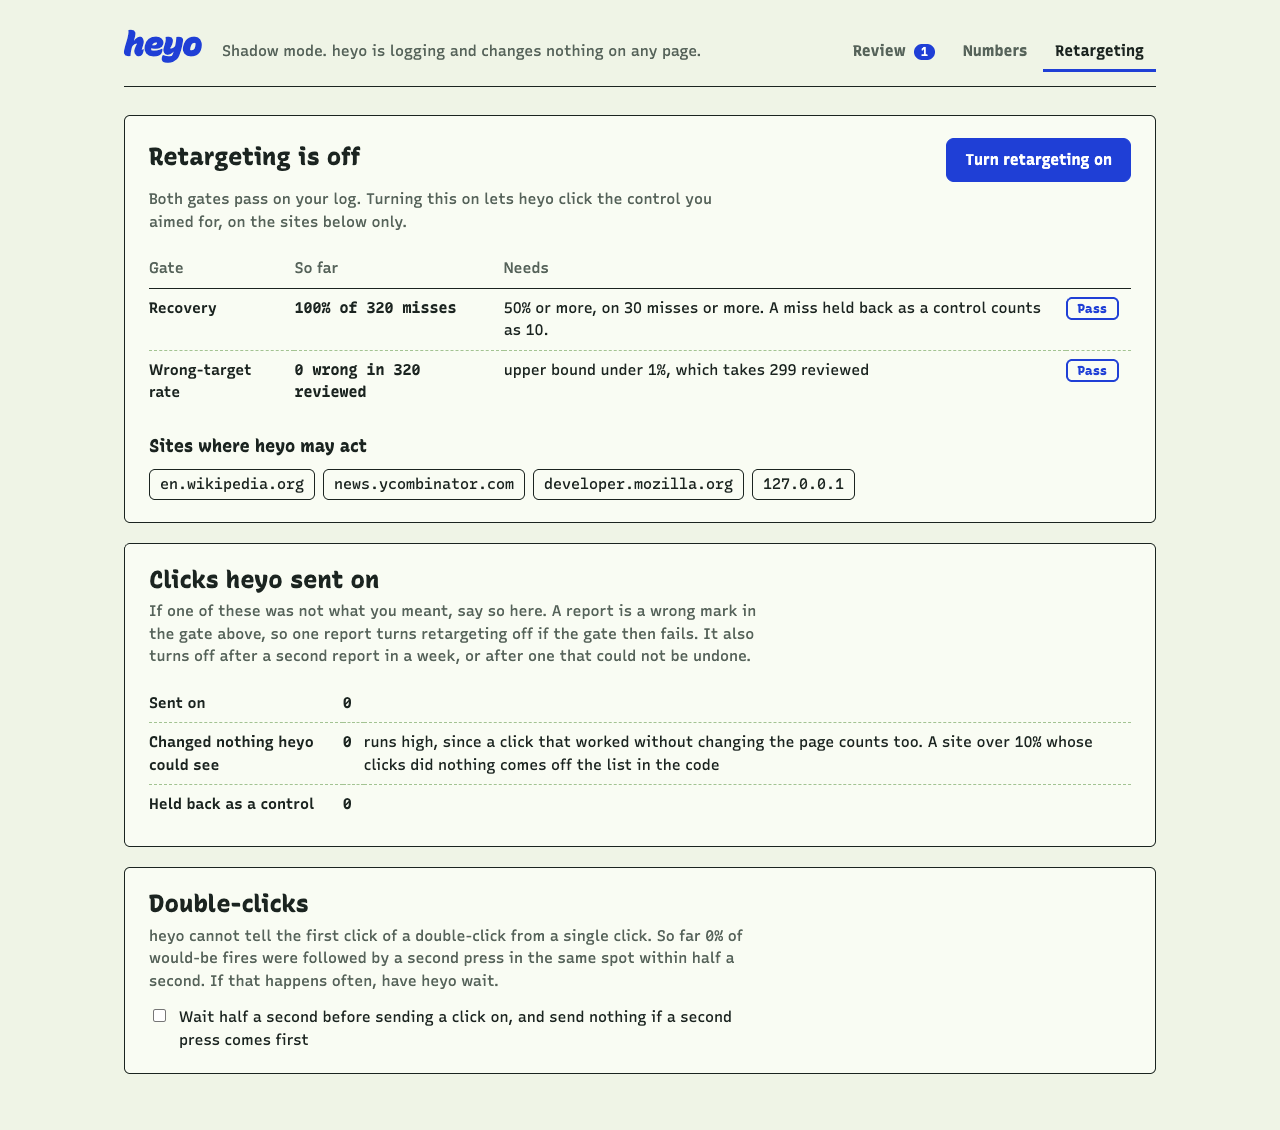 heyo
Shadow mode. heyo is logging and changes nothing on any page.
Review 1
Numbers
Retargeting
Retargeting is off
Turn retargeting on
Both gates pass on your log. Turning this on lets heyo click the control you
aimed for, on the sites below only.
Gate
So far
Needs
Recovery
100% of 320 misses
50% or more, on 30 misses or more. A miss held back as a control counts
as 10.
Pass
Wrong-target
rate
0 wrong in 320
reviewed
upper bound under 1%, which takes 299 reviewed
Pass
Sites where heyo may act
en.wikipedia.org
news.ycombinator.com
developer.mozilla.org
127.0.0.1
Clicks heyo sent on
If one of these was not what you meant, say so here. A report is a wrong mark in
the gate above, so one report turns retargeting off if the gate then fails. It also
turns off after a second report in a week, or after one that could not be undone.
Sent on
0
Changed nothing heyo
could see
0
runs high, since a click that worked without changing the page counts too. A site over 10% whose
clicks did nothing comes off the list in the code
Held back as a control
0
Double-clicks
heyo cannot tell the first click of a double-click from a single click. So far 0% of
would-be fires were followed by a second press in the same spot within half a
second. If that happens often, have heyo wait.
Wait half a second before sending a click on, and send nothing if a second
press comes first